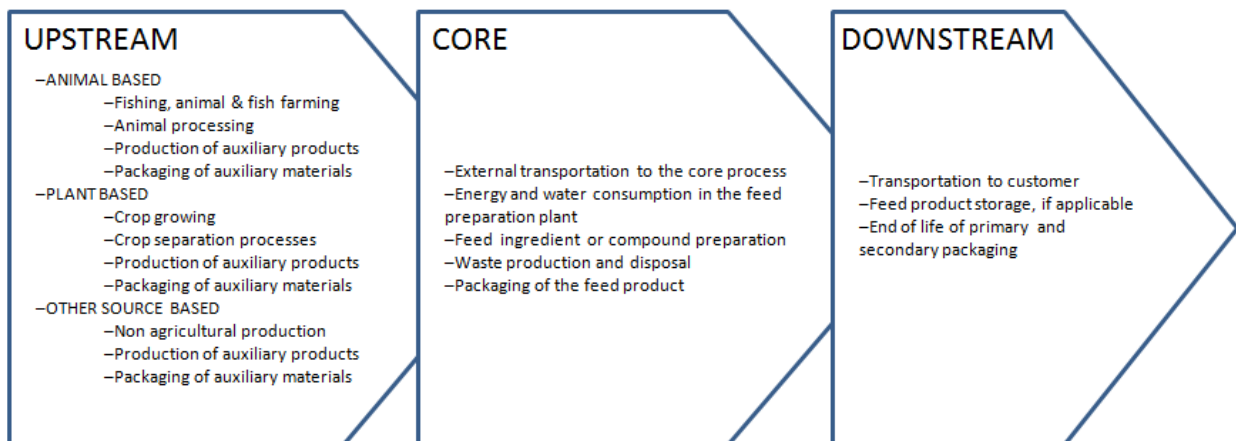 UPSTREAM
–ANIMAL BASED
–Fishing, animal & fish farming
–Animal processing
–Production of auxiliary products
–Packaging of auxiliary materials
–PLANT BASED
–Crop growing
–Crop separation processes
–Production of auxiliary products
–Packaging of auxiliary materials
–OTHER SOURCE BASED
–Non agricultural production
–Production of auxiliary products
–Packaging of auxiliary materials
CORE
–External transportation to the core process
–Energy and water consumption in the feed
preparation plant
–Feed ingredient or compound preparation
–Waste production and disposal
–Packaging of the feed product
DOWNSTREAM
–Transportation to customer
–Feed product storage, if applicable
–End of life of primary and
secondary packaging